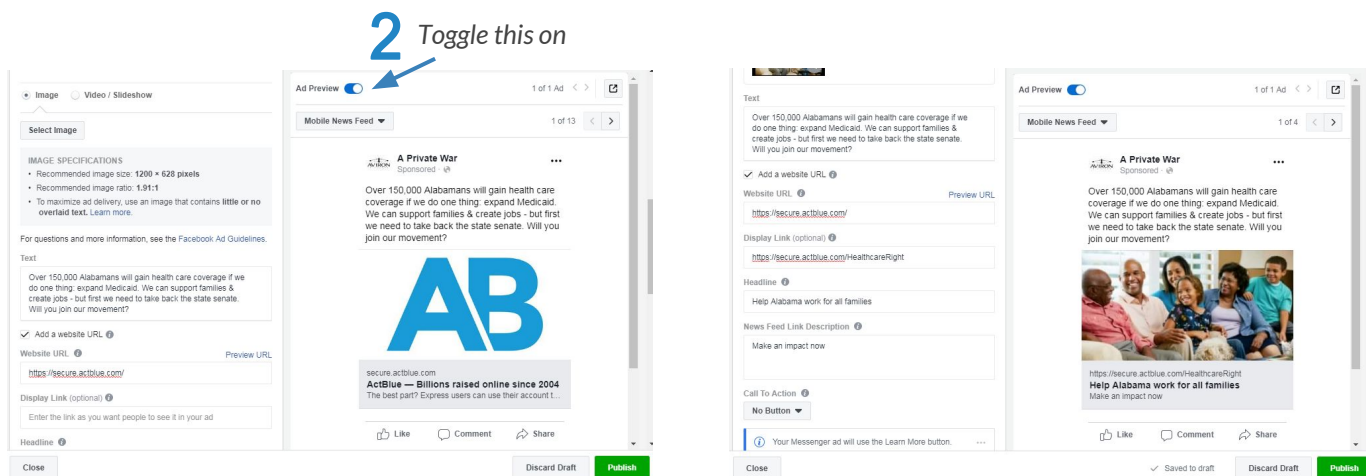 2 Toggle this on
Image Video / Slideshow
Select Image
IMAGE SPECIFICATIONS
• Recommended image size: 1200 × 628 pixels
• Recommended image ratio: 1.91:1
• To maximize ad delivery, use an image that contains little or no
overlaid text. Learn more.
For questions and more information, see the Facebook Ad Guidelines.
Text
Over 150,000 Alabamans will gain health care coverage if we
do one thing: expand Medicaid. We can support families &
create jobs - but first we need to take back the state senate.
Will you join our movement?
Add a website URL
Website URL Preview URL
https://secure.actblue.com/
Display Link (optional)
Enter the link as you want people to see it in your ad
Headline
Close
Ad Preview 1 of 1 Ad < >
Mobile News Feed 1 of 13 < >
AVIRON
A Private War
Sponsored ·
Over 150,000 Alabamans will gain health care
coverage if we do one thing: expand Medicaid.
We can support families & create jobs - but first
we need to take back the state senate. Will you
join our movement?
AB
secure.actblue.com
ActBlue — Billions raised online since 2004
The best part? Express users can use their account t...
Like Comment Share
Discard Draft Publish
Text
Over 150,000 Alabamans will gain health care coverage if we
do one thing: expand Medicaid. We can support families &
create jobs - but first we need to take back the state senate.
Will you join our movement?
Add a website URL
Website URL Preview URL
https://secure.actblue.com/
Display Link (optional)
https://secure.actblue.com/HealthcareRight
Headline
Help Alabama work for all families
News Feed Link Description
Make an impact now
Call To Action
No Button
Your Messenger ad will use the Learn More button. ...
Close
Ad Preview 1 of 1 Ad < >
Mobile News Feed 1 of 4 < >
AVIRON
A Private War
Sponsored ·
Over 150,000 Alabamans will gain health care
coverage if we do one thing: expand Medicaid.
We can support families & create jobs - but first
we need to take back the state senate. Will you
join our movement?
https://secure.actblue.com/HealthcareRight
Help Alabama work for all families
Make an impact now
Like Comment Share
Saved to draft Discard Draft Publish